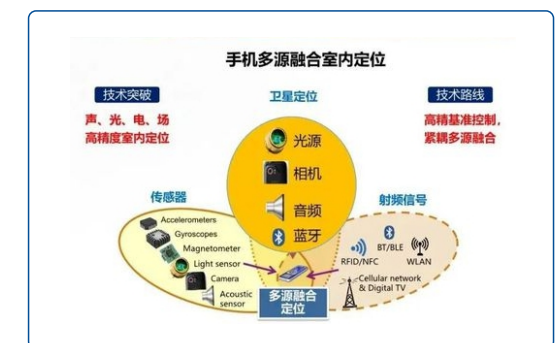 手机多源融合室内定位
技术突破
卫星定位
技术路线
声、光、电、场
高精度室内定位
高精基准控制，
紧耦多源融合
光源
相机
音频
蓝牙
传感器
射频信号
Accelerometers
Gyroscopes
Magnetometer
Light sensor
Camera
Acoustic
sensor
RFID/NFC
BT/BLE
WLAN
Cellular network
& Digital TV
多源融合
定位